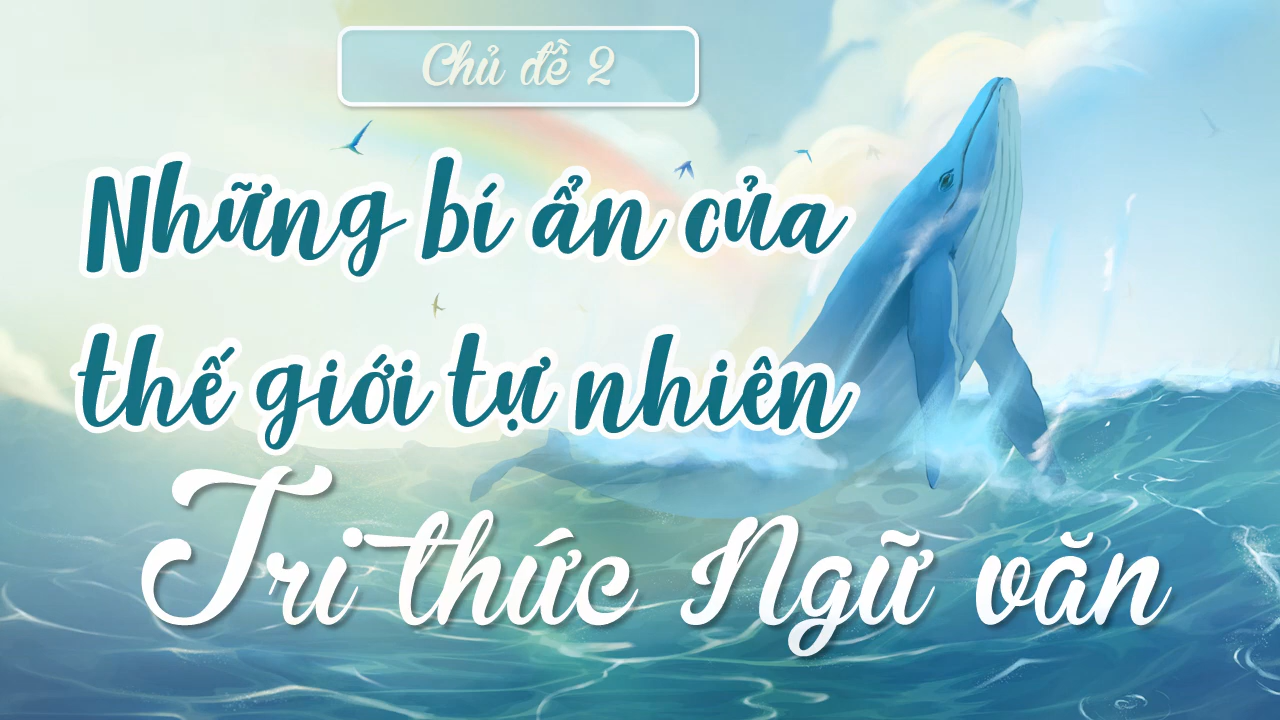 Chủ đề 2
Những bí ẩn của
thế giới tự nhiên
Tri thức Ngữ văn